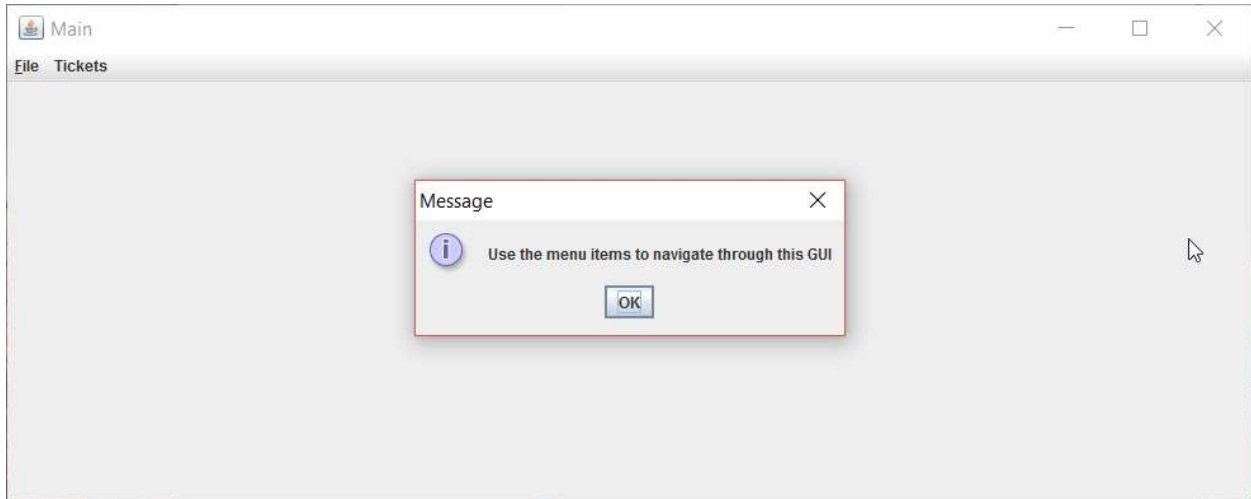 Main
File Tickets
Message
i
Use the menu items to navigate through this GUI
OK